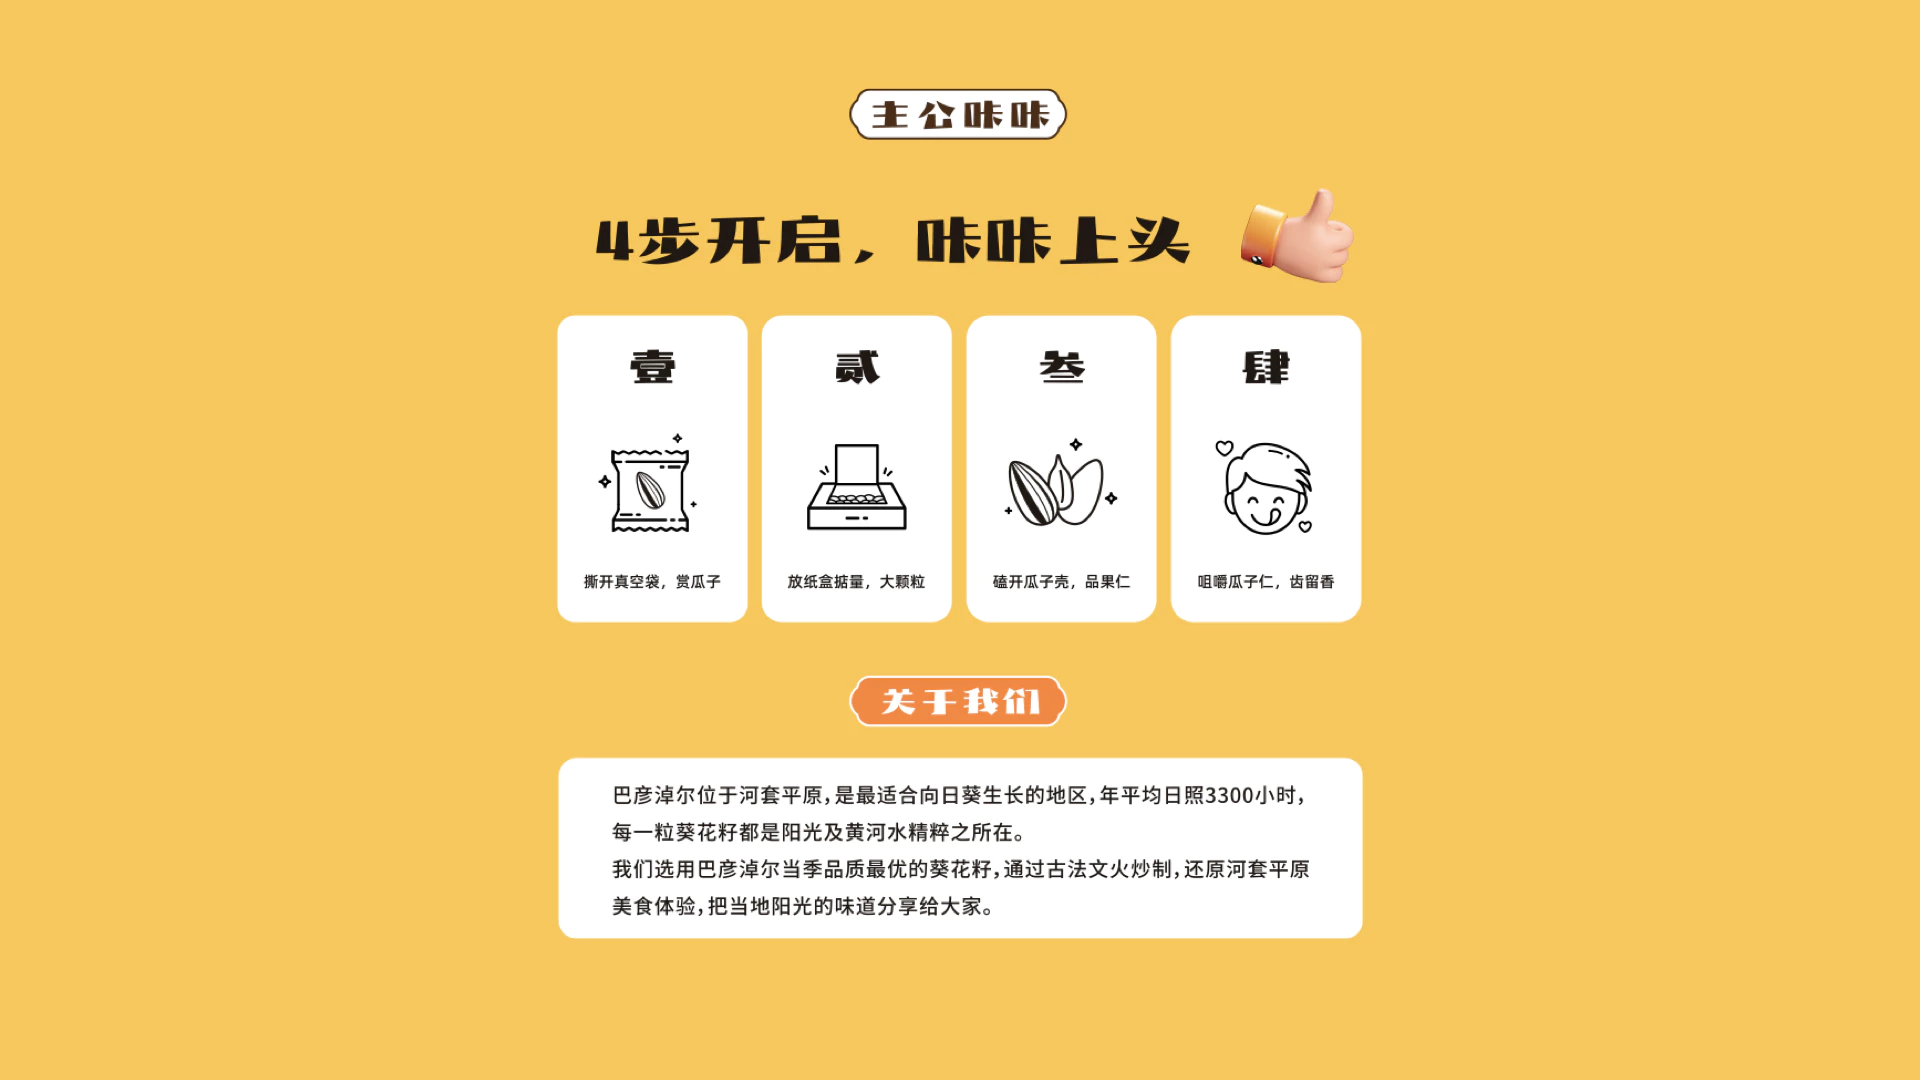 主公咔咔
4步开启，咔咔上头
壹
撕开真空袋，赏瓜子
贰
放纸盒掂量，大颗粒
叁
磕开瓜子壳，品果仁
肆
咀嚼瓜子仁，齿留香
关于我们
巴彦淖尔位于河套平原，是最适合向日葵生长的地区，年平均日照3300小时，
每一粒葵花籽都是阳光及黄河水精粹之所在。
我们选用巴彦淖尔当季品质最优的葵花籽，通过古法文火炒制，还原河套平原
美食体验，把当地阳光的味道分享给大家。